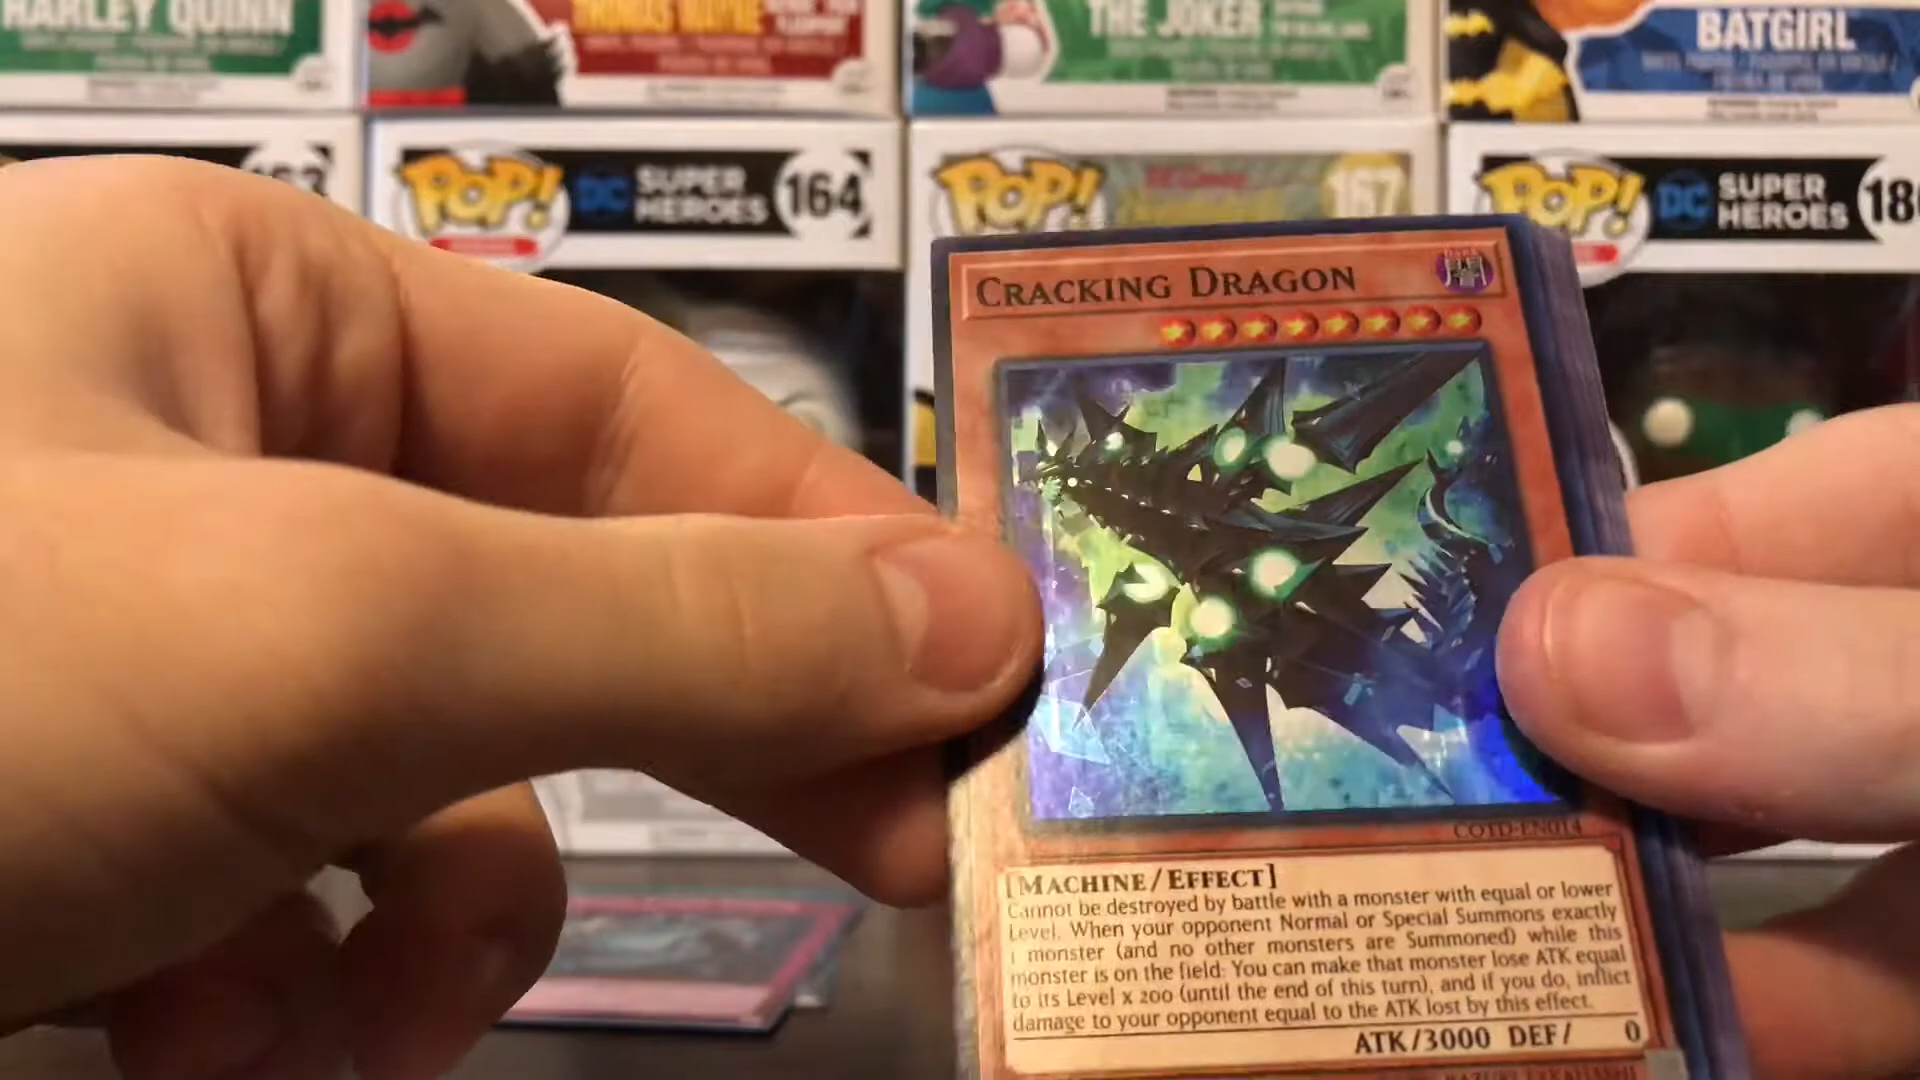 HARLEY QUINN
THOMAS WAYNE
THE JOKER
BATGIRL
POP! DC SUPER HEROES 164
POP! 167
POP! DC SUPER HEROES
CRACKING DRAGON
DARK
COTD-EN014
[MACHINE/EFFECT]
Cannot be destroyed by battle with a monster with equal or lower
Level. When your opponent Normal or Special Summons exactly
1 monster (and no other monsters are Summoned) while this
monster is on the field: You can make that monster lose ATK equal
to its Level x 200 (until the end of this turn), and if you do, inflict
damage to your opponent equal to the ATK lost by this effect.
ATK/3000 DEF/ 0